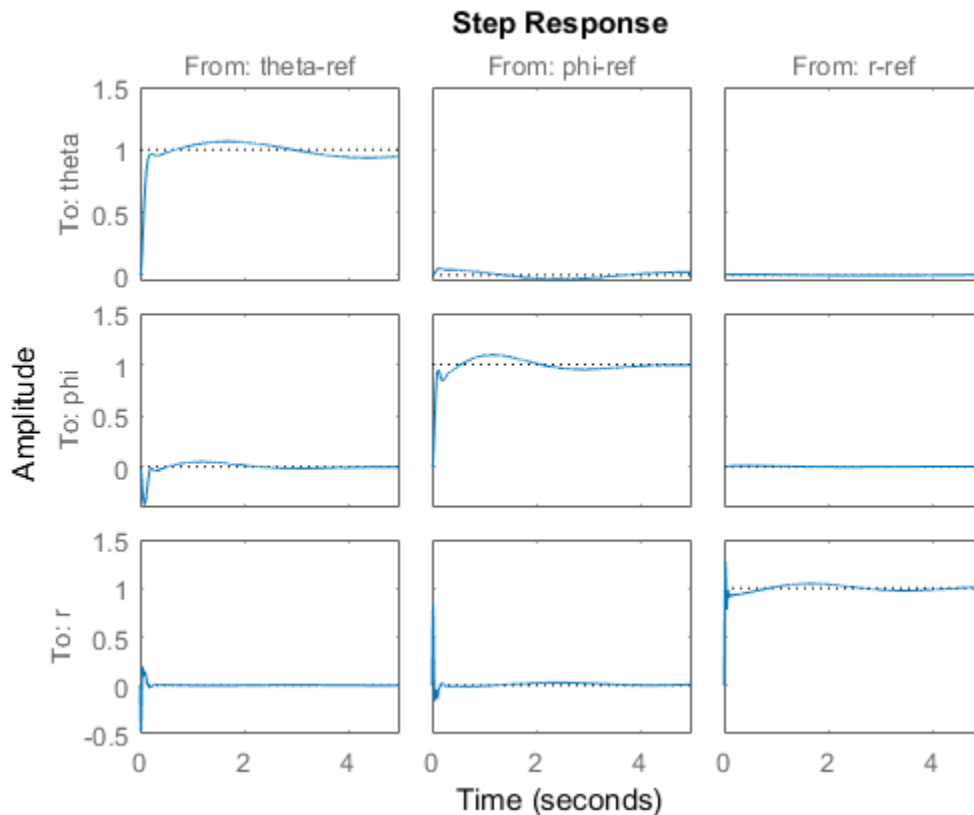 Step Response
From: theta-ref From: phi-ref From: r-ref
To: theta
1.5
1
0.5
0
To: phi
1.5
1
0.5
0
To: r
1.5
1
0.5
0
-0.5
Amplitude
0 2 4 0 2 4 0 2 4
Time (seconds)